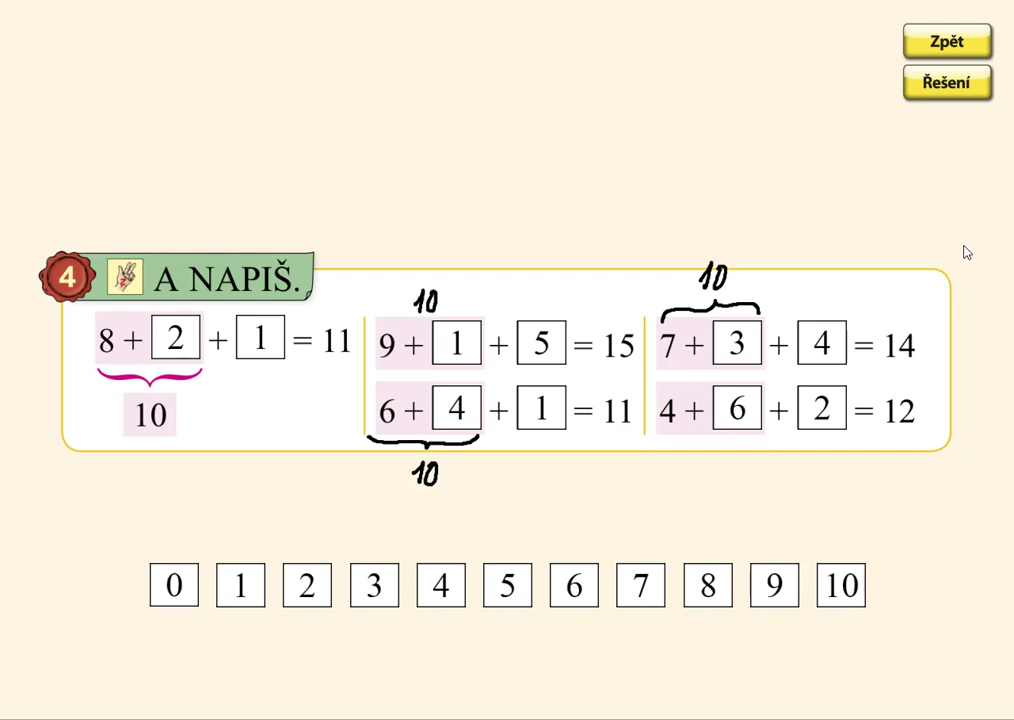 Zpět
Řešení
4 A NAPIŠ.
8 + 2 + 1 = 11
10
10
9 + 1 + 5 = 15
6 + 4 + 1 = 11
10
10
7 + 3 + 4 = 14
4 + 6 + 2 = 12
0 1 2 3 4 5 6 7 8 9 10